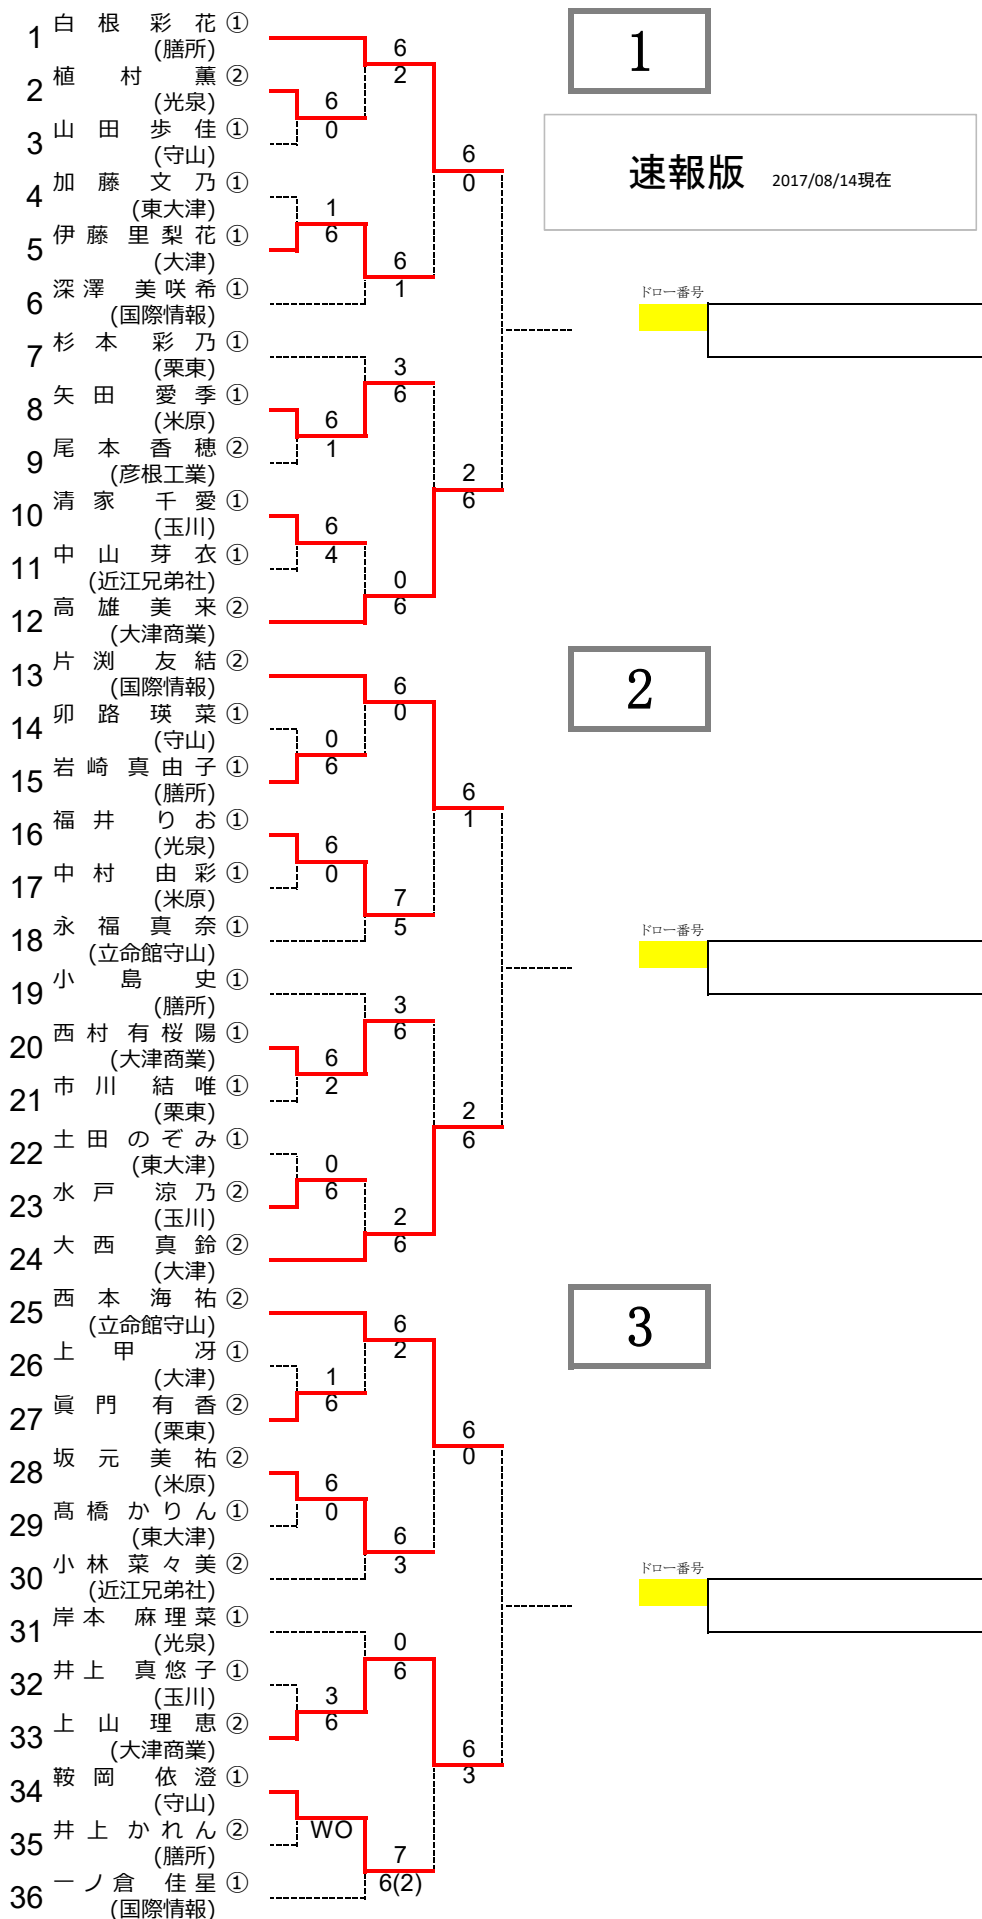 1 白根 彩花 ①
(膳所)
2 植村 薫 ②
(光泉)
3 山田 歩佳 ①
(守山)
4 加藤 文乃 ①
(東大津)
5 伊藤 里梨花 ①
(大津)
6 深澤 美咲希 ①
(国際情報)
7 杉本 彩乃 ①
(栗東)
8 矢田 愛季 ①
(米原)
9 尾本 香穂 ②
(彦根工業)
10 清家 千愛 ①
(玉川)
11 中山 芽衣 ①
(近江兄弟社)
12 高雄 美来 ②
(大津商業)
6
2
6
0
1
6
6
1
3
6
6
1
6
4
0
6
6
0
2
6
1
速報版 2017/08/14現在
ドロー番号
13 片渕 友結 ②
(国際情報)
14 卯路 瑛菜 ①
(守山)
15 岩崎 真由子 ①
(膳所)
16 福井 りお ①
(光泉)
17 中村 由彩 ①
(米原)
18 永福 真奈 ①
(立命館守山)
19 小島 史 ①
(膳所)
20 西村 有桜陽 ①
(大津商業)
21 市川 結唯 ①
(栗東)
22 土田 のぞみ ①
(東大津)
23 水戸 涼乃 ②
(玉川)
24 大西 真鈴 ②
(大津)
6
0
0
6
6
0
7
5
3
6
6
2
0
6
2
6
6
1
2
6
2
ドロー番号
25 西本 海祐 ②
(立命館守山)
26 上甲 冴 ①
(大津)
27 眞門 有香 ②
(栗東)
28 坂元 美祐 ②
(米原)
29 髙橋 かりん ①
(東大津)
30 小林 菜々美 ②
(近江兄弟社)
31 岸本 麻理菜 ①
(光泉)
32 井上 真悠子 ①
(玉川)
33 上山 理恵 ②
(大津商業)
34 鞍岡 依澄 ①
(守山)
35 井上 かれん ②
(膳所)
36 一ノ倉 佳星 ①
(国際情報)
6
2
1
6
6
0
6
3
0
6
3
6
WO
7
6(2)
6
0
6
3
3
ドロー番号